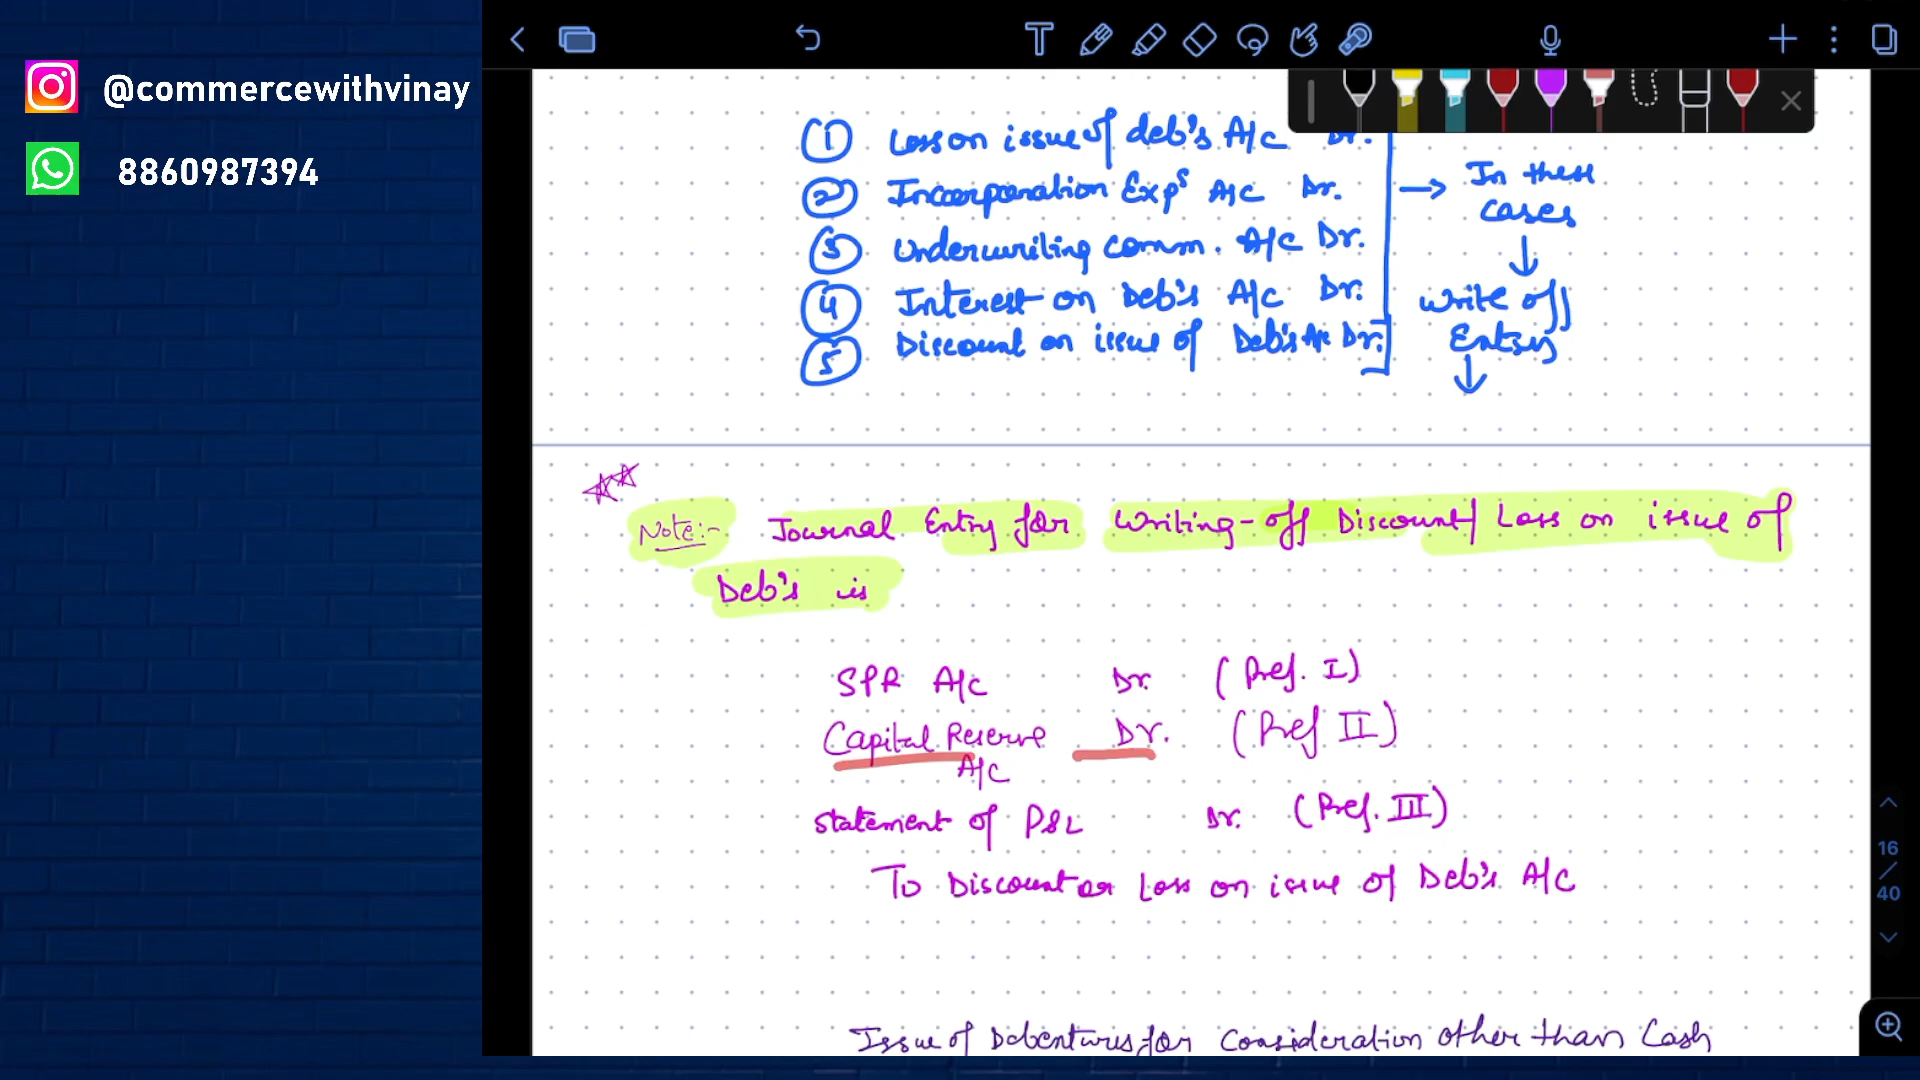 @commercewithvinay
8860987394
① Loss on issue of deb's A/C Dr.
② Incorporation Expˢ A/C Dr.
③ Underwriting comm. A/C Dr.
④ Interest on Deb's A/C Dr.
⑤ Discount on issue of Deb's A/c Dr.
→ In these
cases
↓
Write off
Entry
↓
Note:- Journal Entry for Writing-off Discount/ Loss on issue of
Deb's is
SPR A/c Dr. (Pref. I)
Capital Reserve Dr. (Pref II)
A/C
Statement of P&L Dr. (Pref. III)
To Discount or Loss on issue of Deb's A/C
Issue of Debentures for Consideration other than Cash
16
/
40